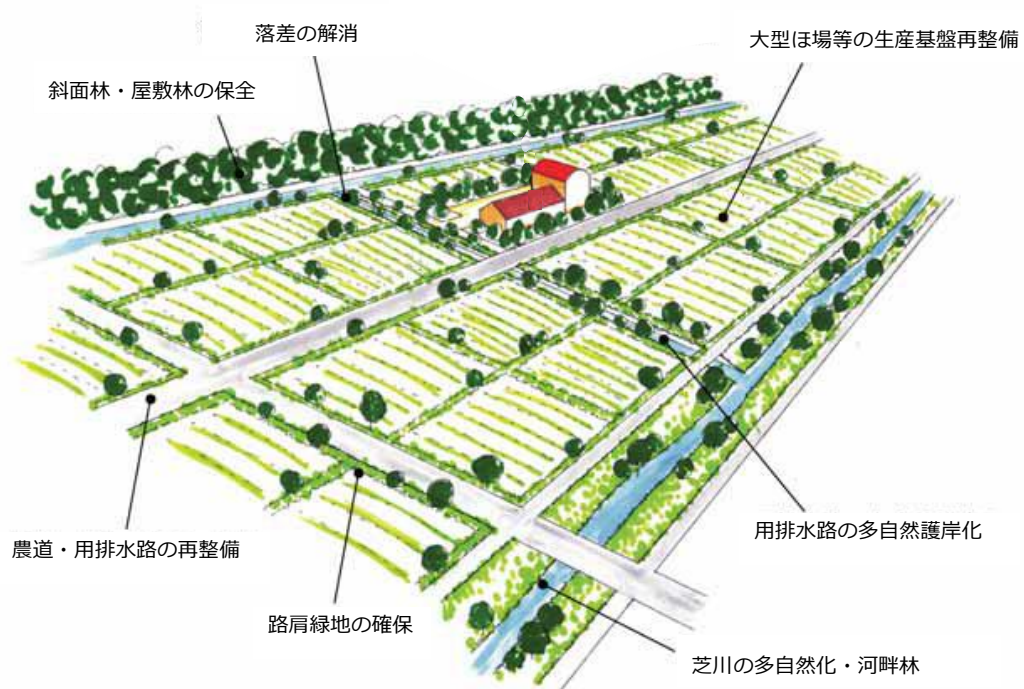 落差の解消
大型ほ場等の生産基盤再整備
斜面林・屋敷林の保全
用排水路の多自然護岸化
農道・用排水路の再整備
路肩緑地の確保
芝川の多自然化・河畔林